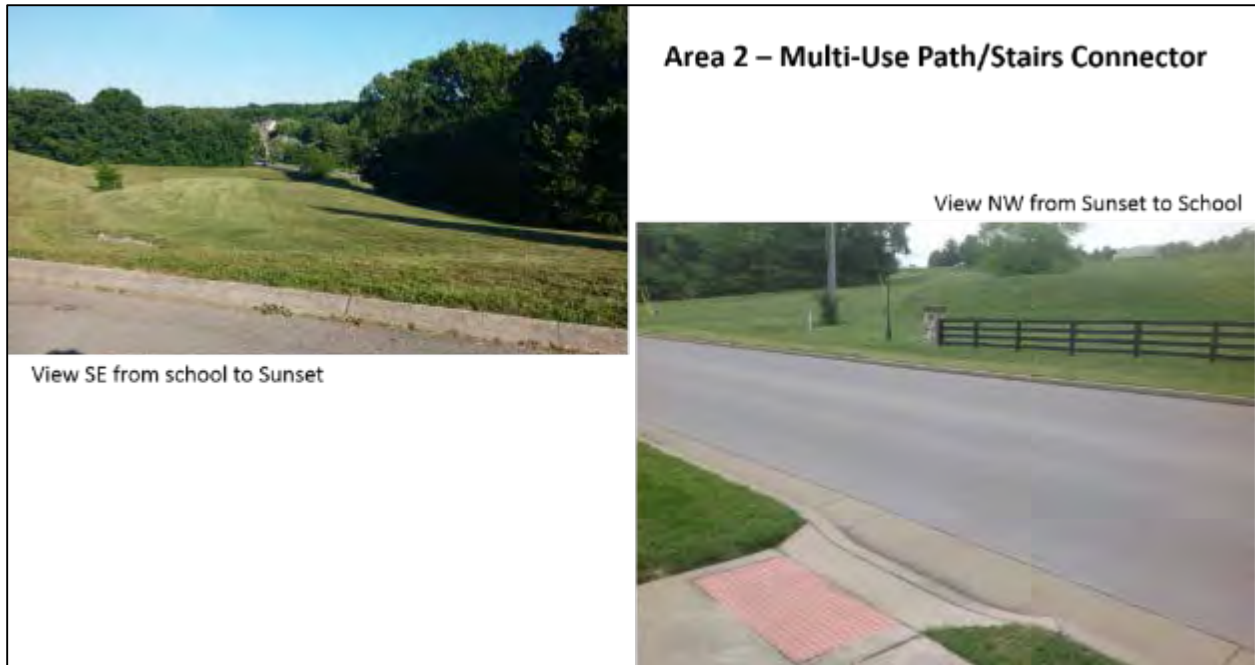 Area 2 – Multi-Use Path/Stairs Connector
View NW from Sunset to School
View SE from school to Sunset